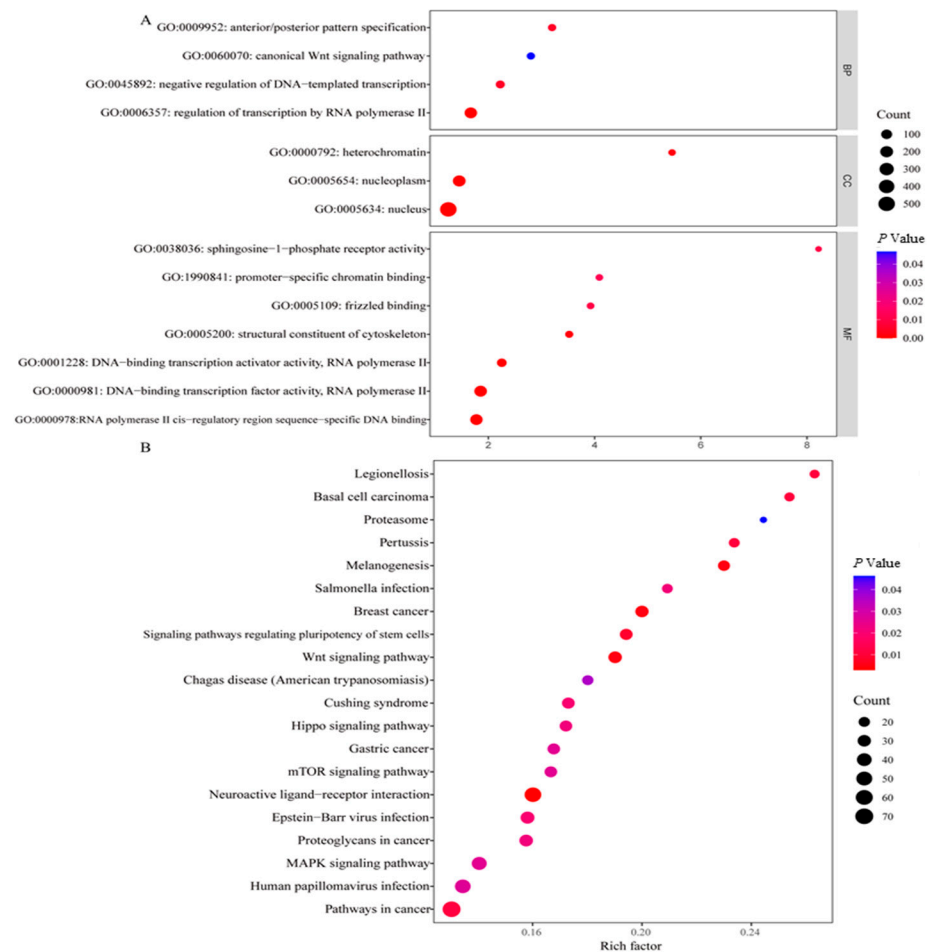 A
GO:0009952: anterior/posterior pattern specification
GO:0060070: canonical Wnt signaling pathway
GO:0045892: negative regulation of DNA−templated transcription
GO:0006357: regulation of transcription by RNA polymerase II
BP
GO:0000792: heterochromatin
GO:0005654: nucleoplasm
GO:0005634: nucleus
CC
GO:0038036: sphingosine−1−phosphate receptor activity
GO:1990841: promoter−specific chromatin binding
GO:0005109: frizzled binding
GO:0005200: structural constituent of cytoskeleton
GO:0001228: DNA−binding transcription activator activity, RNA polymerase II
GO:0000981: DNA−binding transcription factor activity, RNA polymerase II
GO:0000978:RNA polymerase II cis−regulatory region sequence−specific DNA binding
MF
2 4 6 8
Count
100
200
300
400
500
P Value
0.04
0.03
0.02
0.01
0.00
B
Legionellosis
Basal cell carcinoma
Proteasome
Pertussis
Melanogenesis
Salmonella infection
Breast cancer
Signaling pathways regulating pluripotency of stem cells
Wnt signaling pathway
Chagas disease (American trypanosomiasis)
Cushing syndrome
Hippo signaling pathway
Gastric cancer
mTOR signaling pathway
Neuroactive ligand−receptor interaction
Epstein−Barr virus infection
Proteoglycans in cancer
MAPK signaling pathway
Human papillomavirus infection
Pathways in cancer
0.16 0.20 0.24
Rich factor
P Value
0.04
0.03
0.02
0.01
Count
20
30
40
50
60
70